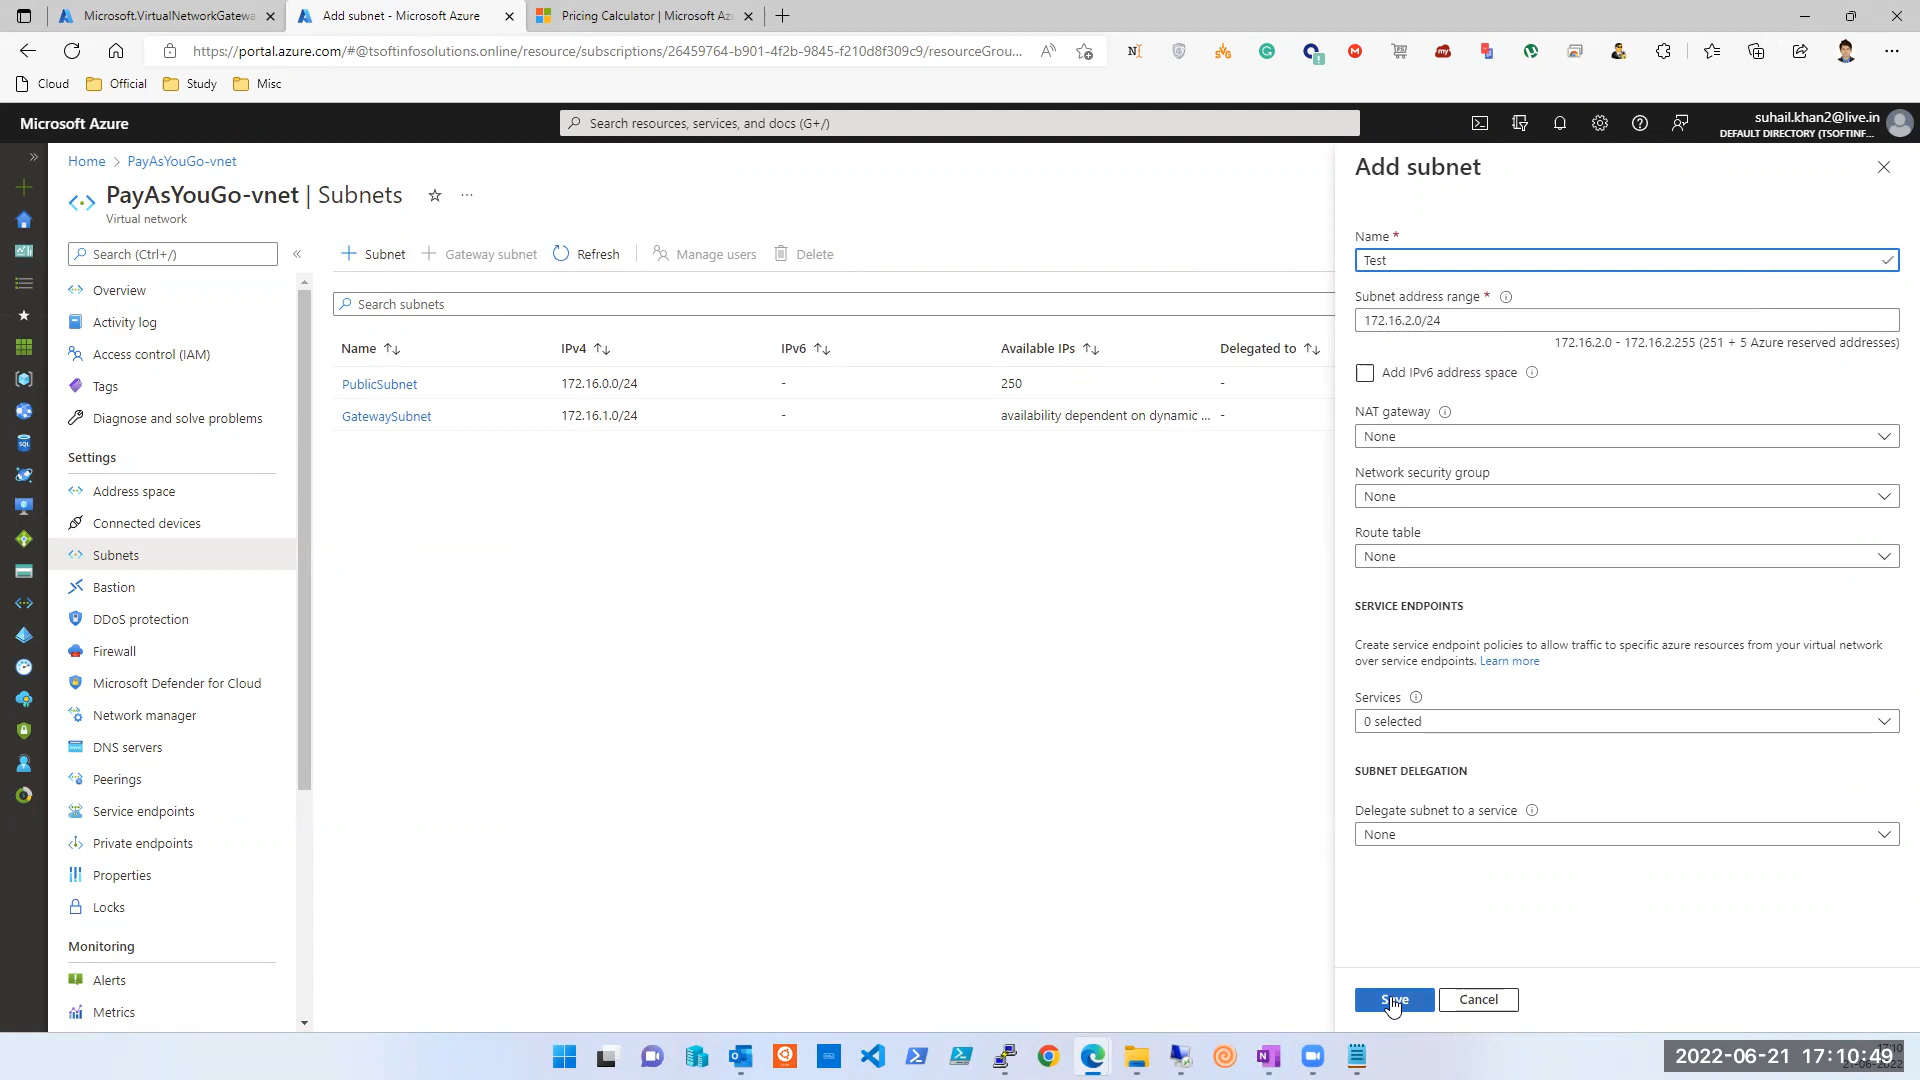 Microsoft.VirtualNetworkGatewa
Add subnet - Microsoft Azure
Pricing Calculator | Microsoft Az
https://portal.azure.com/#@tsoftinfosolutions.online/resource/subscriptions/26459764-b901-4f2b-9845-f210d8f309c9/resourceGrou...
Cloud
Official
Study
Misc
Microsoft Azure
Search resources, services, and docs (G+/)
suhail.khan2@live.in
DEFAULT DIRECTORY (TSOFTINF...
Home > PayAsYouGo-vnet
PayAsYouGo-vnet | Subnets
Virtual network
Search (Ctrl+/)
Overview
Activity log
Access control (IAM)
Tags
Diagnose and solve problems
Settings
Address space
Connected devices
Subnets
Bastion
DDoS protection
Firewall
Microsoft Defender for Cloud
Network manager
DNS servers
Peerings
Service endpoints
Private endpoints
Properties
Locks
Monitoring
Alerts
Metrics
Subnet
Gateway subnet
Refresh
Manage users
Delete
Search subnets
Name IPv4 IPv6 Available IPs Delegated to
PublicSubnet 172.16.0.0/24 - 250 -
GatewaySubnet 172.16.1.0/24 - availability dependent on dynamic ... -
Add subnet
Name *
Test
Subnet address range *
172.16.2.0/24
172.16.2.0 - 172.16.2.255 (251 + 5 Azure reserved addresses)
Add IPv6 address space
NAT gateway
None
Network security group
None
Route table
None
SERVICE ENDPOINTS
Create service endpoint policies to allow traffic to specific azure resources from your virtual network
over service endpoints. Learn more
Services
0 selected
SUBNET DELEGATION
Delegate subnet to a service
None
Save
Cancel
2022-06-21 17:10:49